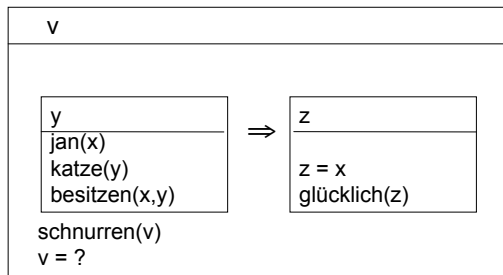 v
y
jan(x)
katze(y)
besitzen(x,y)
⇒
z
z = x
glücklich(z)
schnurren(v)
v = ?